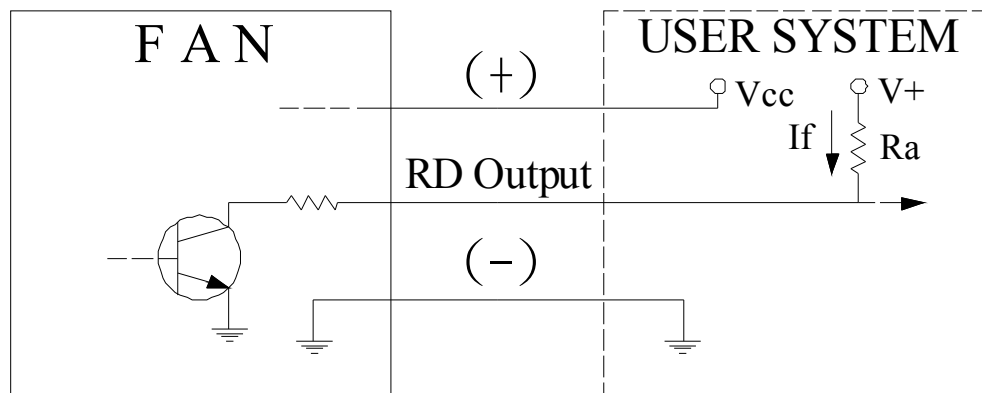 F A N
USER SYSTEM
(+)
Vcc
V+
If
Ra
RD Output
(-)